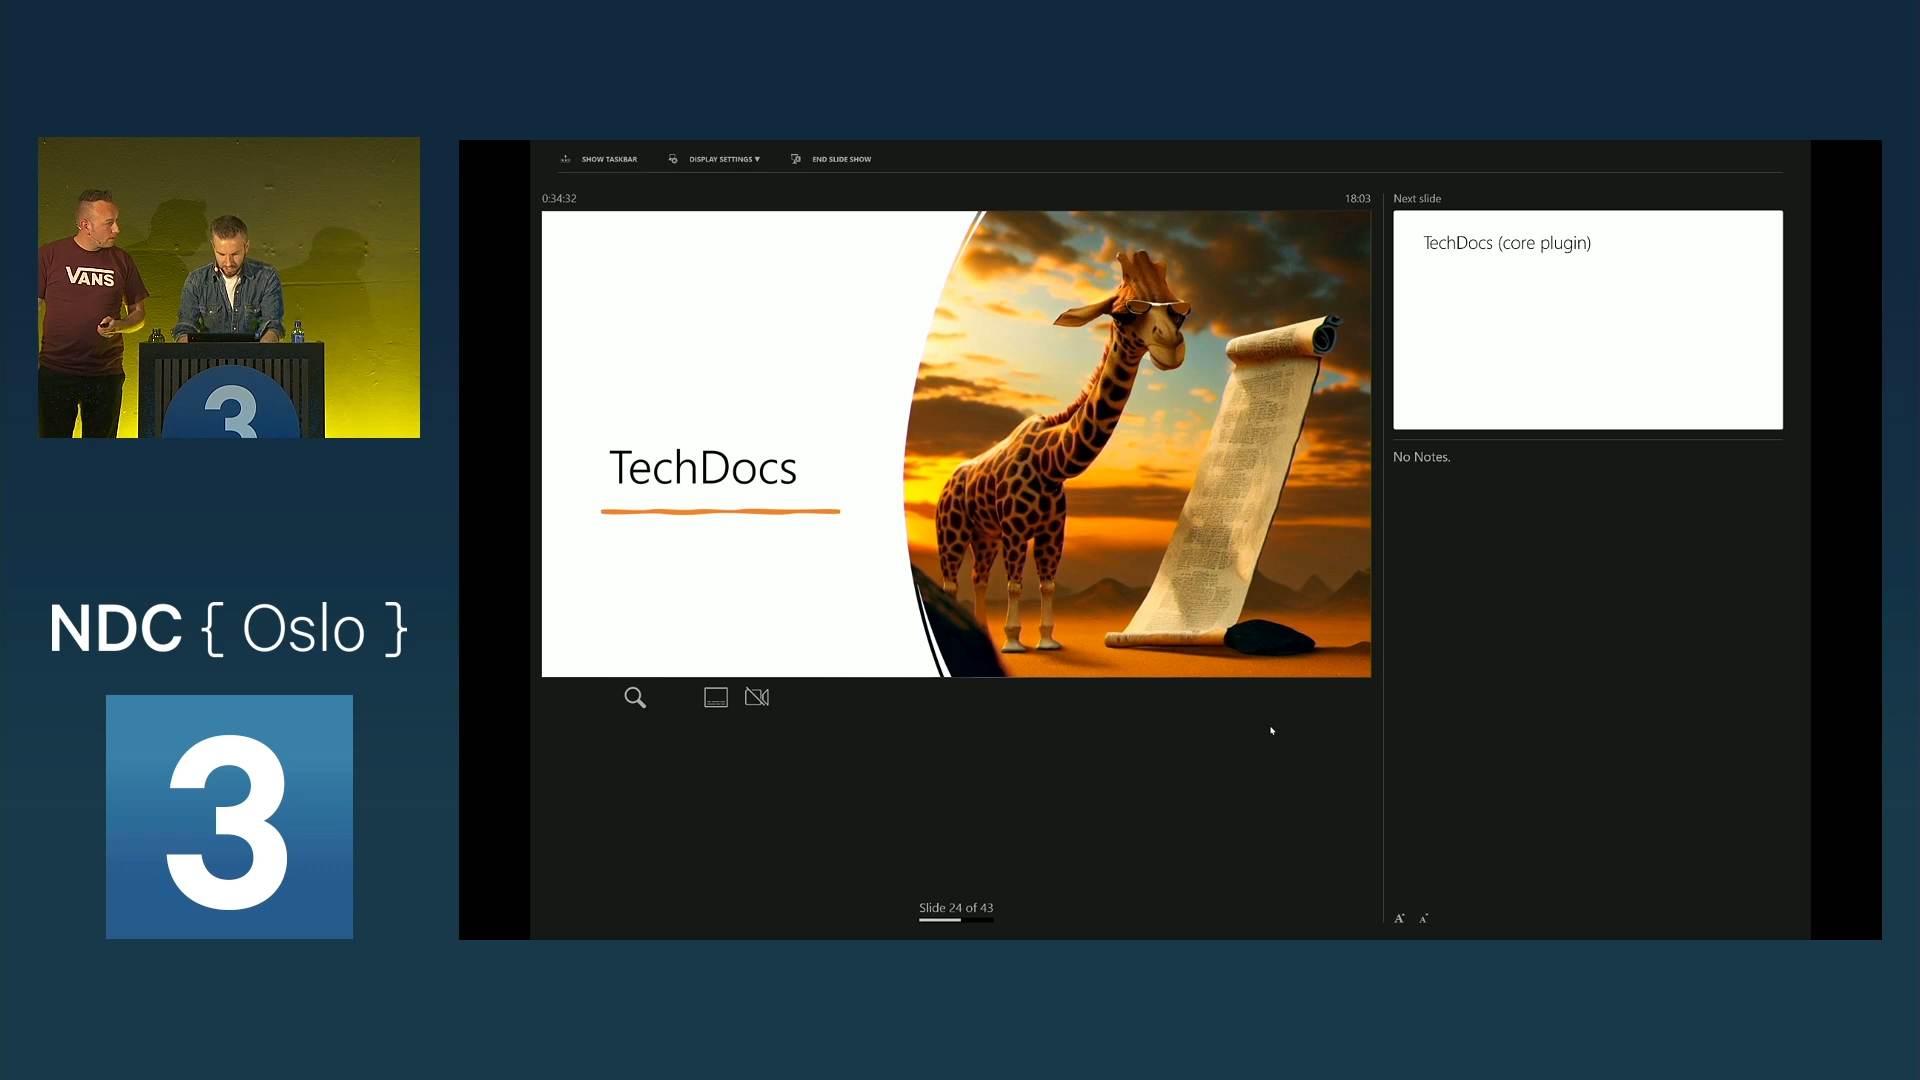 VANS
3
NDC { Oslo }
3
SHOW TASKBAR
DISPLAY SETTINGS ▼
END SLIDE SHOW
0:34:32
18:03
TechDocs
Slide 24 of 43
Next slide
TechDocs (core plugin)
No Notes.
A
A